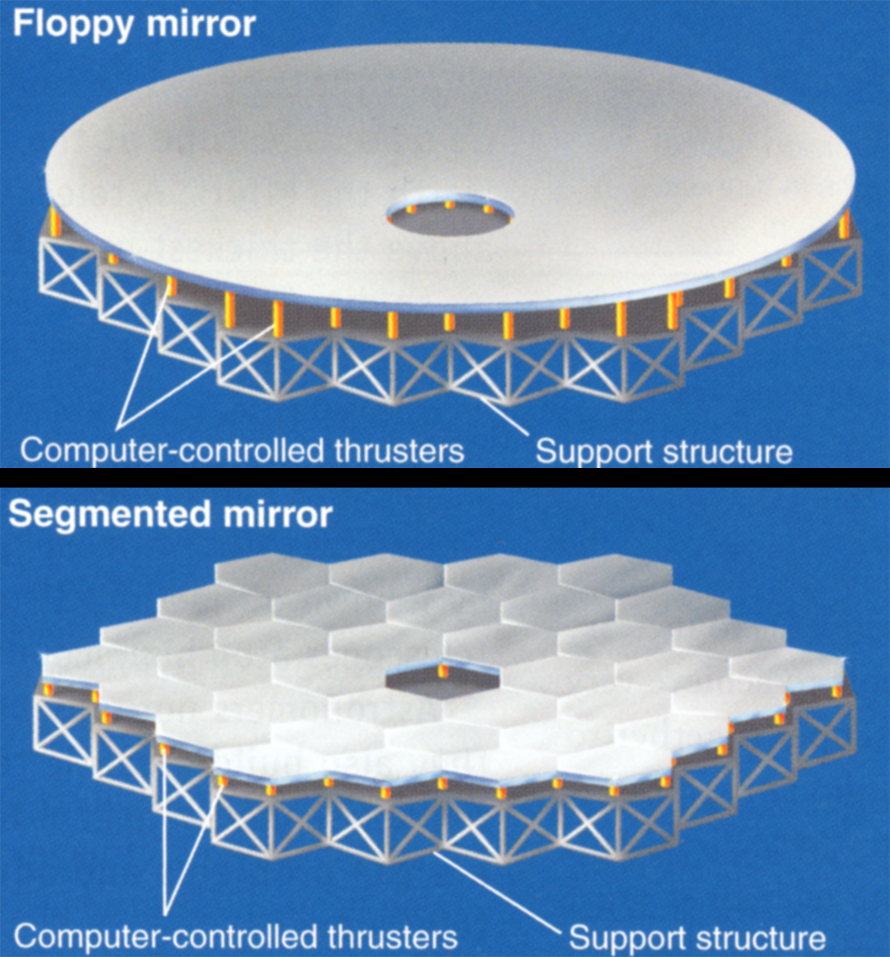 Floppy mirror
Computer-controlled thrusters
Support structure
Segmented mirror
Computer-controlled thrusters
Support structure